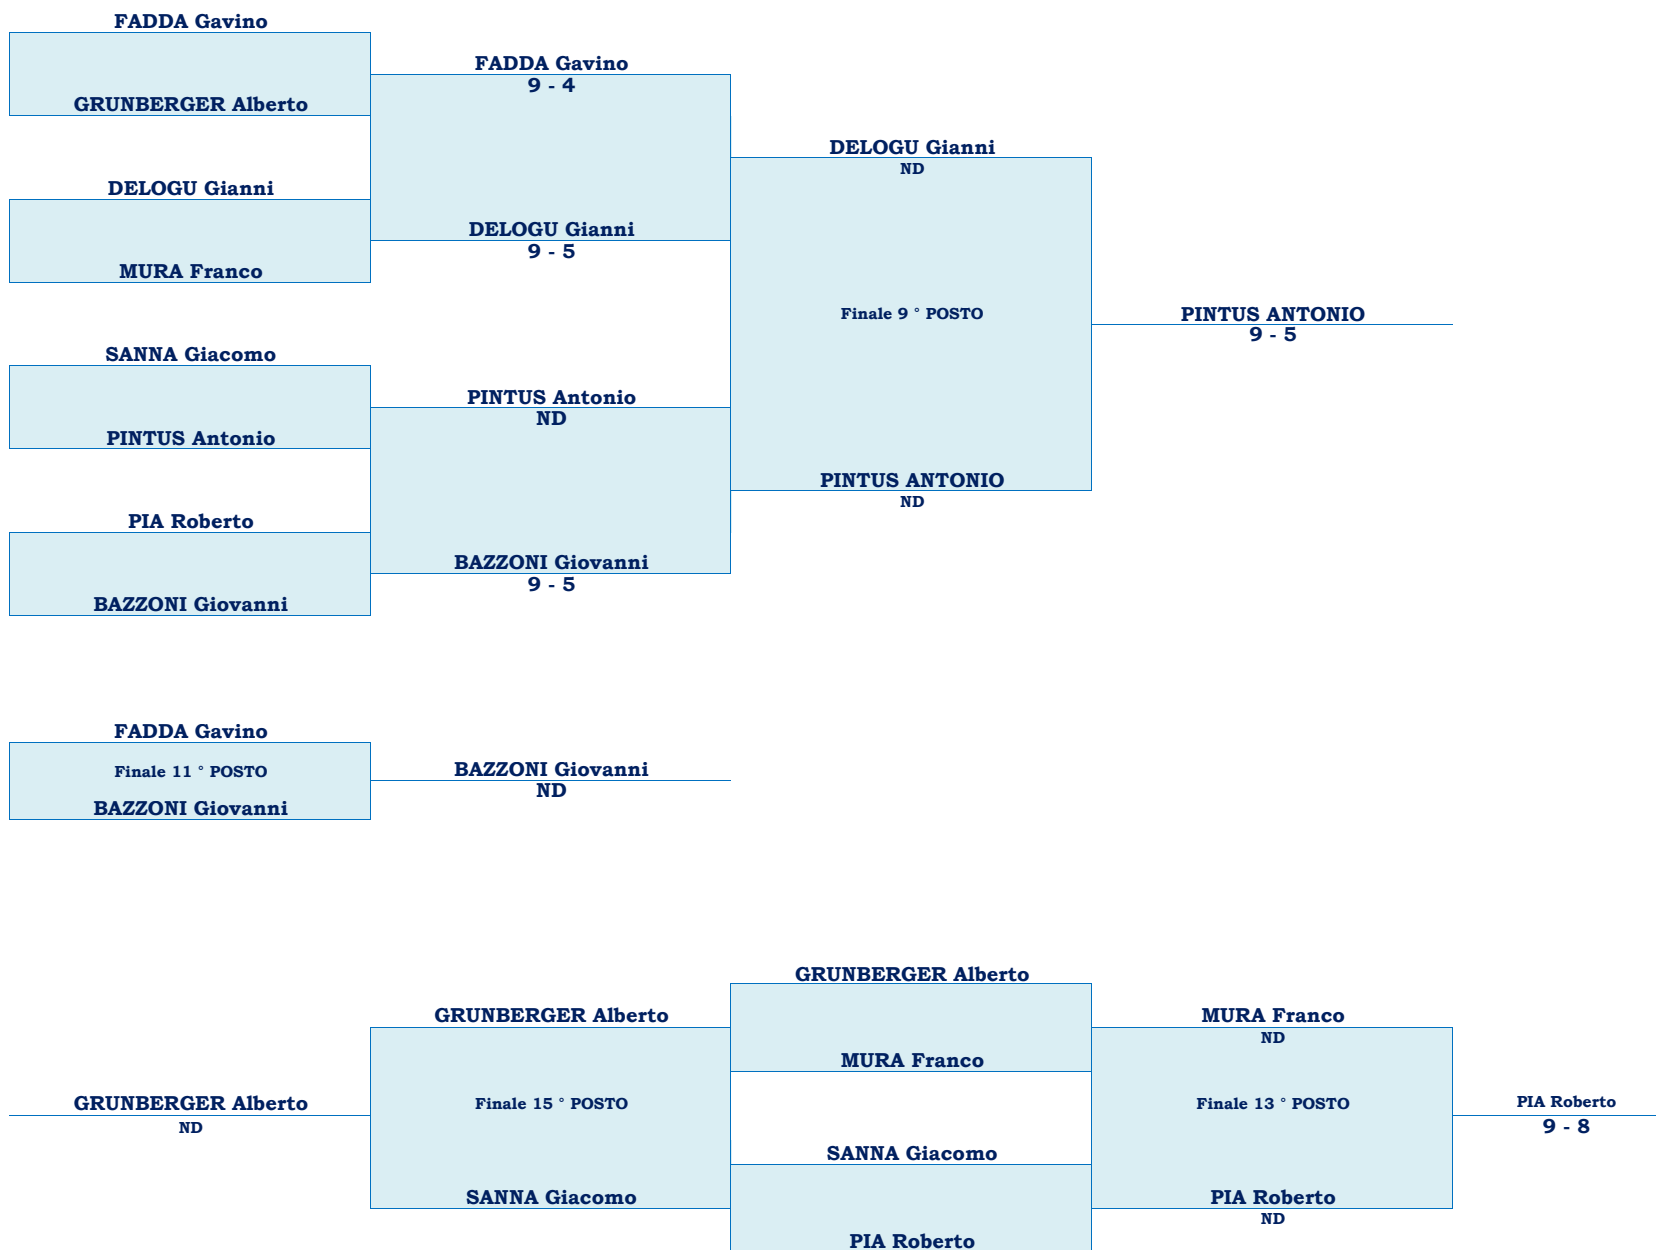 FADDA Gavino
FADDA Gavino
9 - 4
GRUNBERGER Alberto
DELOGU Gianni
ND
DELOGU Gianni
DELOGU Gianni
9 - 5
MURA Franco
Finale 9 ° POSTO
PINTUS ANTONIO
9 - 5
SANNA Giacomo
PINTUS Antonio
ND
PINTUS Antonio
PINTUS ANTONIO
ND
PIA Roberto
BAZZONI Giovanni
9 - 5
BAZZONI Giovanni
FADDA Gavino
Finale 11 ° POSTO
BAZZONI Giovanni
ND
BAZZONI Giovanni
GRUNBERGER Alberto
GRUNBERGER Alberto
MURA Franco
ND
MURA Franco
GRUNBERGER Alberto
ND
Finale 15 ° POSTO
Finale 13 ° POSTO
PIA Roberto
9 - 8
SANNA Giacomo
SANNA Giacomo
PIA Roberto
ND
PIA Roberto